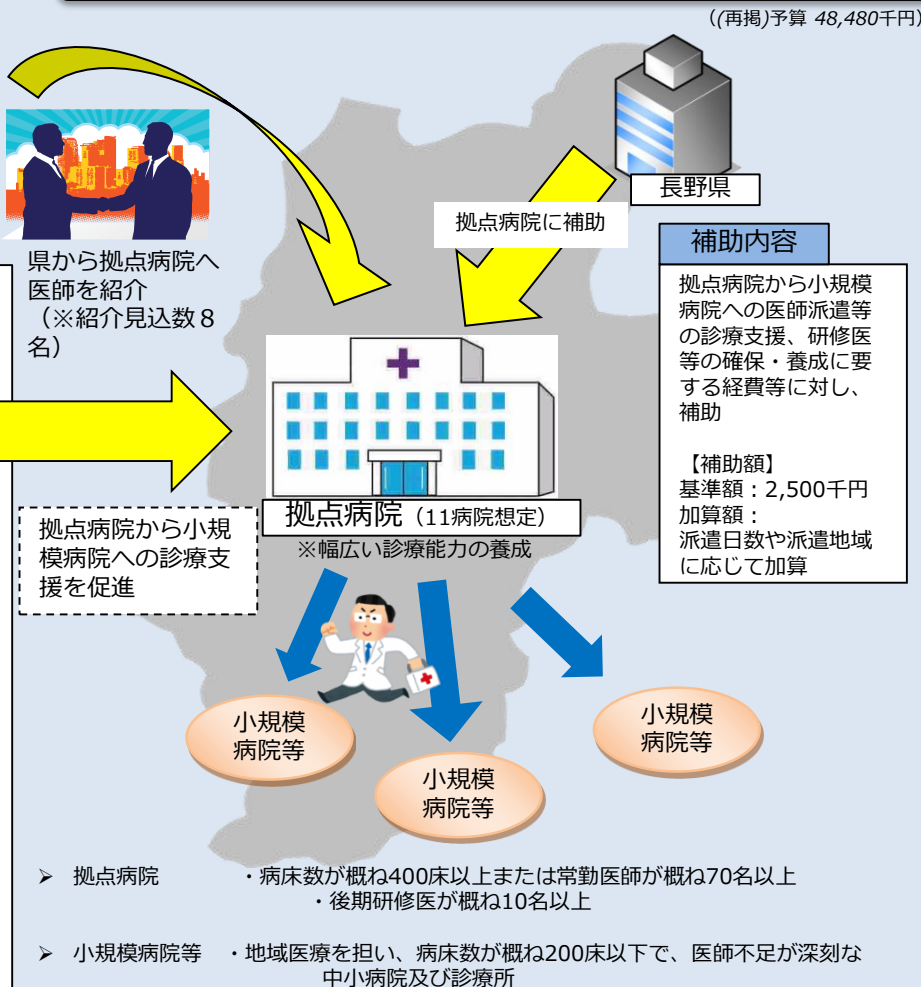 ((再掲)予算 48,480千円)
長野県
拠点病院に補助
補助内容
県から拠点病院へ
医師を紹介
(※紹介見込数８
名)
拠点病院から小規模
病院への医師派遣等
の診療支援、研修医
等の確保・養成に要
する経費等に対し、
補助
【補助額】
基準額：2,500千円
加算額：
派遣日数や派遣地域
に応じて加算
拠点病院（11病院想定）
※幅広い診療能力の養成
拠点病院から小規
模病院への診療支
援を促進
小規模
病院等
小規模
病院等
小規模
病院等
➢ 拠点病院 ・病床数が概ね400床以上または常勤医師が概ね70名以上
・後期研修医が概ね10名以上
➢ 小規模病院等 ・地域医療を担い、病床数が概ね200床以下で、医師不足が深刻な
中小病院及び診療所